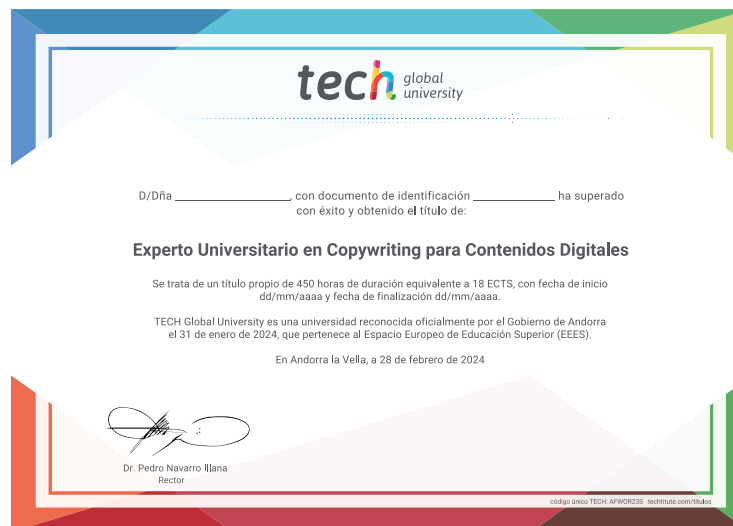 tech global university
D/Dña ____________, con documento de identificación ____________ ha superado
con éxito y obtenido el título de:
Experto Universitario en Copywriting para Contenidos Digitales
Se trata de un título propio de 450 horas de duración equivalente a 18 ECTS, con fecha de inicio
dd/mm/aaaa y fecha de finalización dd/mm/aaaa.
TECH Global University es una universidad reconocida oficialmente por el Gobierno de Andorra
el 31 de enero de 2024, que pertenece al Espacio Europeo de Educación Superior (EEES).
En Andorra la Vella, a 28 de febrero de 2024
Dr. Pedro Navarro Illana
Rector
código único TECH: AFWOR23S techtitute.com/titulos